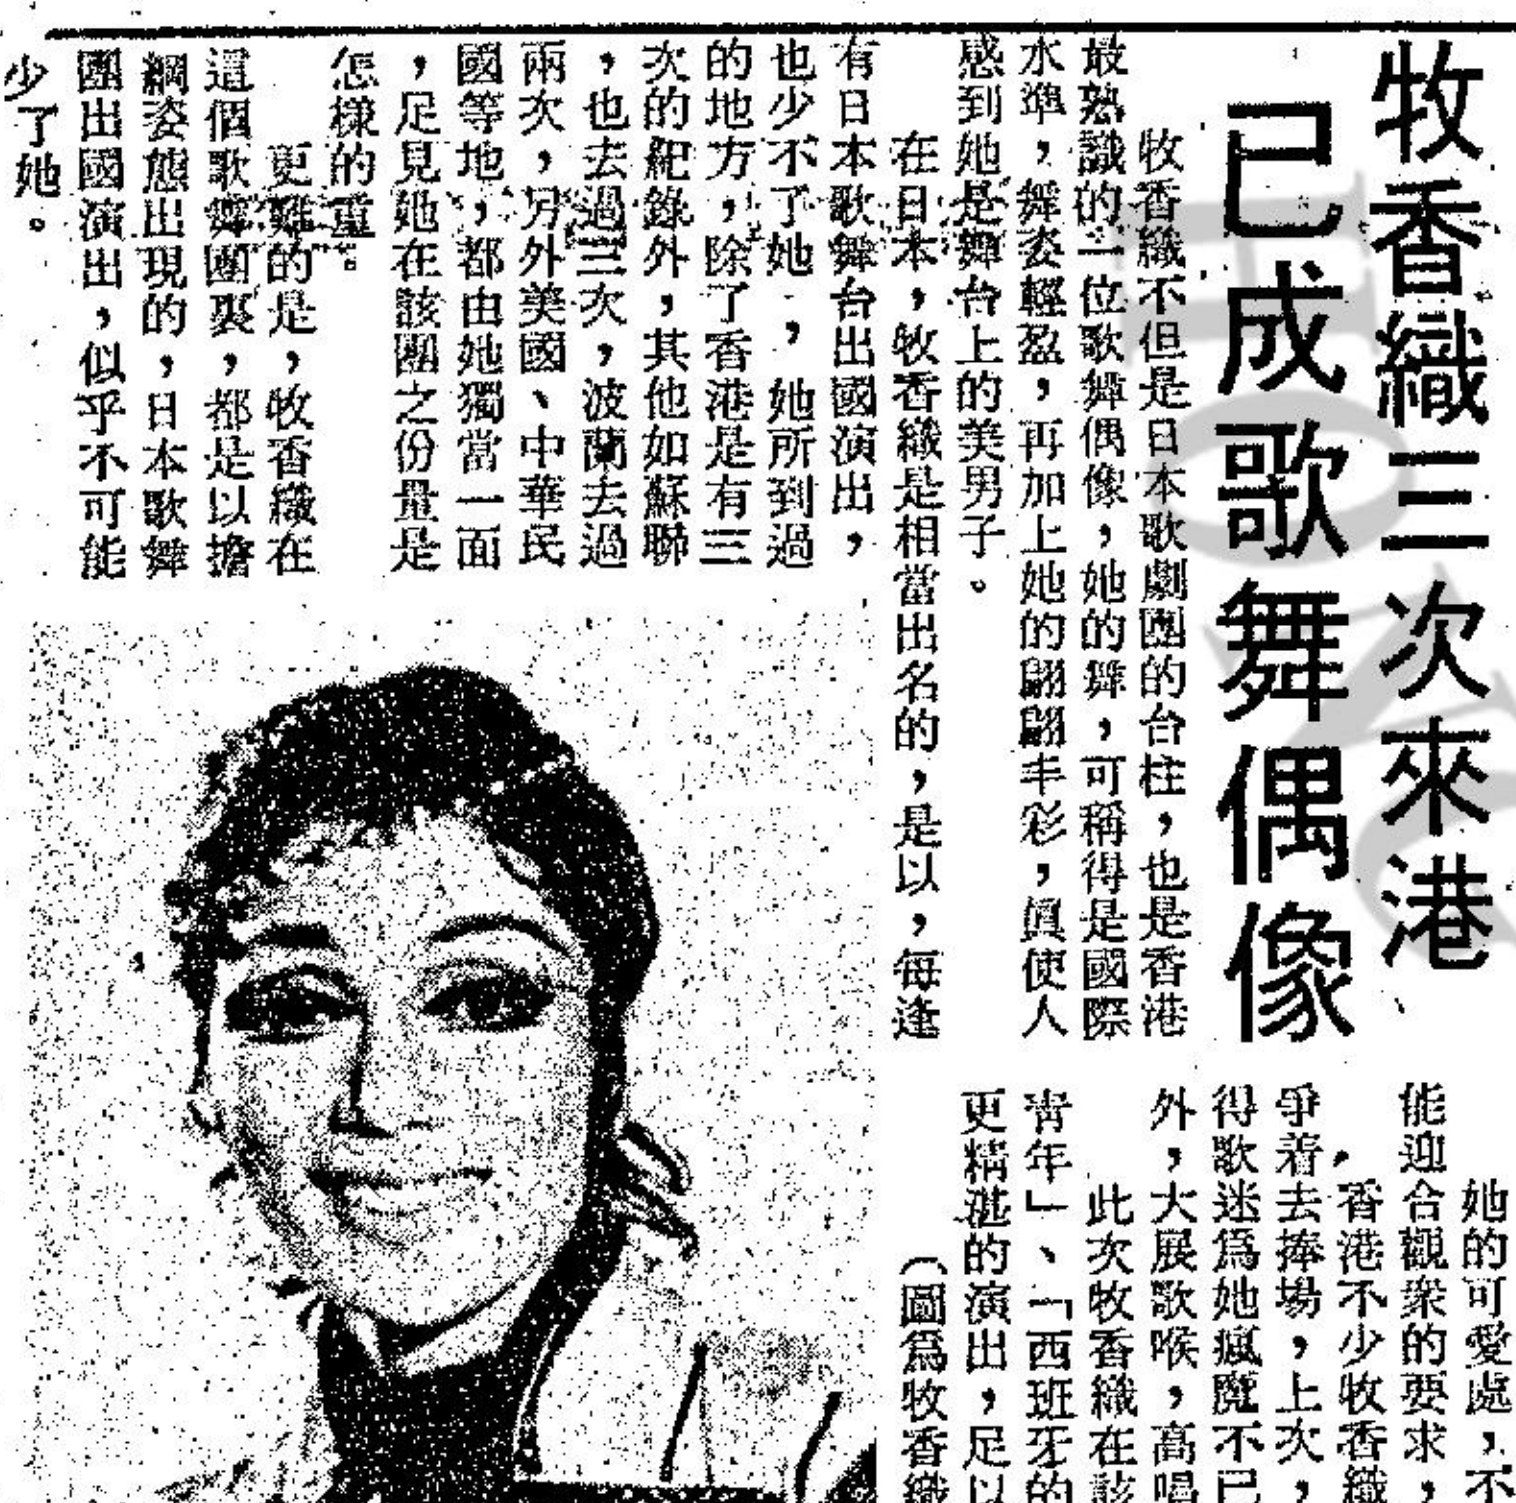 牧香織三次來港
已成歌舞偶像
牧香織不但是日本歌劇團的台柱，也是香港
最熟識的一位歌舞偶像，她的舞，可稱得是國際
水準，舞姿輕盈，再加上她的翩翩丰彩，眞使人
感到她是舞台上的美男子。
在日本，牧香織是相當出名的，是以，每逢
有日本歌舞台出國演出，
也少不了她，她所到過
的地方，除了香港是有三
次的紀錄外，其他如蘇聯
，也去過三次，波蘭去過
兩次，另外美國、中華民
國等地，都由她獨當一面
，足見她在該團之份量是
怎樣的重。
更難的是，牧香織在
這個歌舞團裏，都是以擔
綱姿態出現的，日本歌舞
團出國演出，似乎不可能
少了她。
她的可愛處，不
能迎合觀衆的要求，
香港不少牧香織
爭着去捧場，上次，
得歌迷爲她瘋魔不已
外，大展歌喉，高唱
此次牧香織在該
靑年」、「西班牙的
更精湛的演出，足以
（圖爲牧香織
HONG